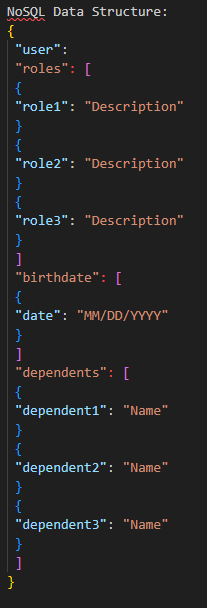 NoSQL Data Structure:
{
"user":
"roles": [
{
"role1": "Description"
}
{
"role2": "Description"
}
{
"role3": "Description"
}
]
"birthdate": [
{
"date": "MM/DD/YYYY"
}
]
"dependents": [
{
"dependent1": "Name"
}
{
"dependent2": "Name"
}
{
"dependent3": "Name"
}
]
}